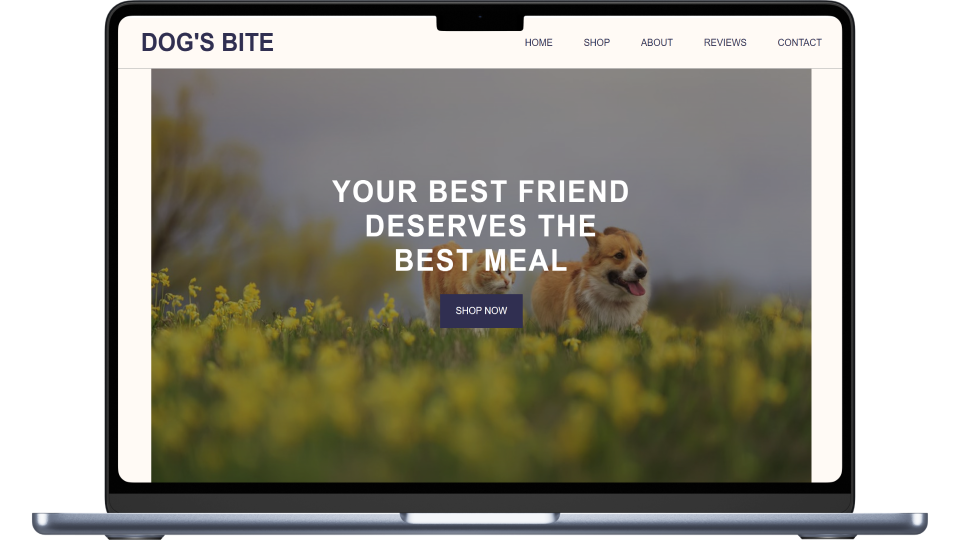 DOG'S BITE
HOME SHOP ABOUT REVIEWS CONTACT
YOUR BEST FRIEND
DESERVES THE
BEST MEAL
SHOP NOW